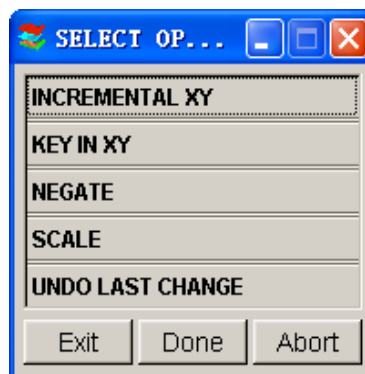 SELECT OP...
INCREMENTAL XY
KEY IN XY
NEGATE
SCALE
UNDO LAST CHANGE
Exit Done Abort